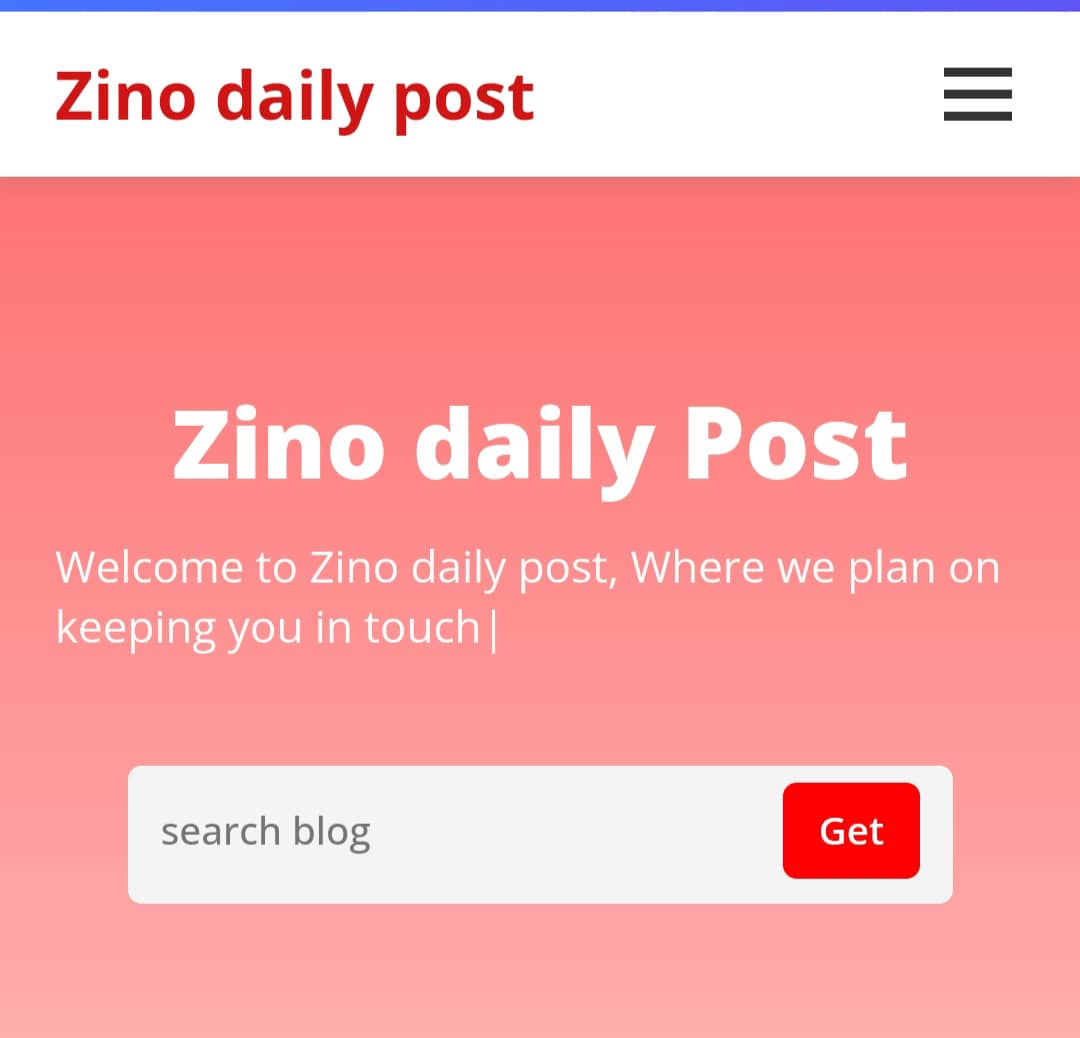 Zino daily post
Zino daily Post
Welcome to Zino daily post, Where we plan on
keeping you in touch|
search blog
Get